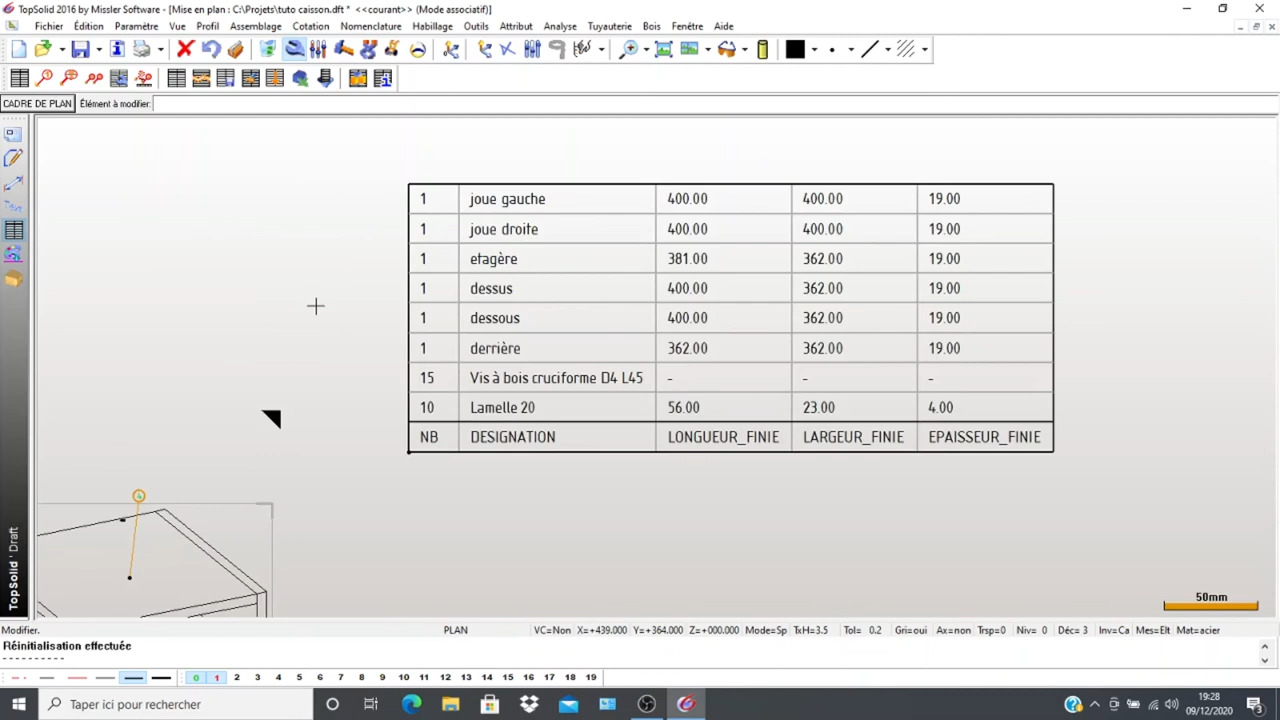 TopSolid 2016 by Missler Software - [Mise en plan : C:\Projets\tuto caisson.dft * <<courant>> (Mode associatif)]
Fichier Édition Paramètre Vue Profil Assemblage Cotation Nomenclature Habillage Outils Attribut Analyse Tuyauterie Bois Fenêtre Aide
CADRE DE PLAN Élément à modifier:
1 joue gauche 400.00 400.00 19.00
1 joue droite 400.00 400.00 19.00
1 etagère 381.00 362.00 19.00
1 dessus 400.00 362.00 19.00
1 dessous 400.00 362.00 19.00
1 derrière 362.00 362.00 19.00
15 Vis à bois cruciforme D4 L45 - - -
10 Lamelle 20 56.00 23.00 4.00
NB DESIGNATION LONGUEUR_FINIE LARGEUR_FINIE EPAISSEUR_FINIE
TopSolid'Draft
50mm
Modifier. PLAN VC=Non X=+439.000 Y=+364.000 Z=+000.000 Mode=Sp TxH=3.5 Tol= 0.2 Gri=oui Ax=non Trsp=0 Niv= 0 Déc= 3 Inv=Ca Mes=Elt Mat=acier
Réinitialisation effectuée
----------
0 1 2 3 4 5 6 7 8 9 10 11 12 13 14 15 16 17 18 19
Taper ici pour rechercher
19:28
09/12/2020
3